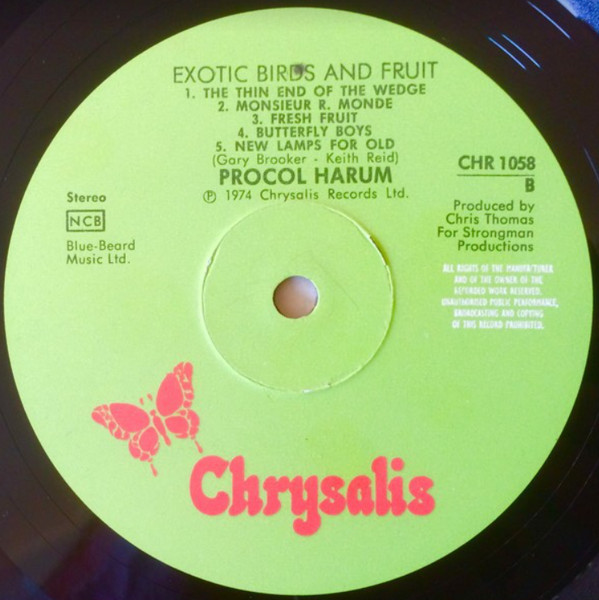 EXOTIC BIRDS AND FRUIT
1. THE THIN END OF THE WEDGE
2. MONSIEUR R. MONDE
3. FRESH FRUIT
4. BUTTERFLY BOYS
5. NEW LAMPS FOR OLD
(Gary Brooker - Keith Reid)
PROCOL HARUM
℗ 1974 Chrysalis Records Ltd.
Stereo
NCB
Blue-Beard
Music Ltd.
CHR 1058
B
Produced by
Chris Thomas
For Strongman
Productions
ALL RIGHTS OF THE MANUFACTURER
AND OF THE OWNER OF THE
RECORDED WORK RESERVED.
UNAUTHORISED PUBLIC PERFORMANCE,
BROADCASTING AND COPYING
OF THIS RECORD PROHIBITED.
Chrysalis